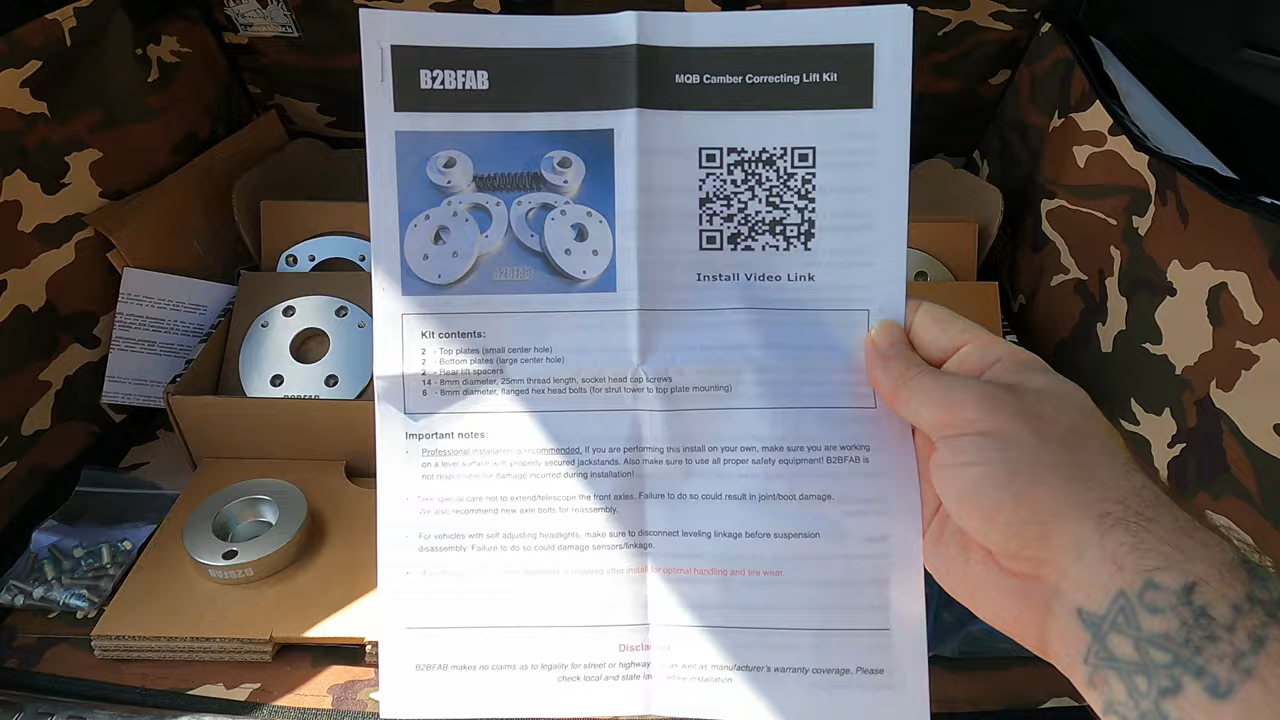 B2BFAB
MQB Camber Correcting Lift Kit
B2BFAB
Install Video Link
Kit contents:
2 - Top plates (small center hole)
2 - Bottom plates (large center hole)
2 - Rear lift spacers
14 - 8mm diameter, 25mm thread length, socket head cap screws
6 - 8mm diameter, flanged hex head bolts (for strut tower to top plate mounting)
Important notes:
- Professional installation is recommended. If you are performing this install on your own, make sure you are working
on a level surface with properly secured jackstands. Also make sure to use all proper safety equipment! B2BFAB is
not responsible for damage incurred during installation!
- Take special care not to extend/telescope the front axles. Failure to do so could result in joint/boot damage.
We also recommend new axle bolts for reassembly.
- For vehicles with self adjusting headlights, make sure to disconnect leveling linkage before suspension
disassembly. Failure to do so could damage sensors/linkage.
- is required after install for optimal handling and tire wear.
B2BFAB makes no claims as to legality for street or highway as well as manufacturer's warranty coverage. Please
check local and state before installation
B2BFAB
B2BFAB